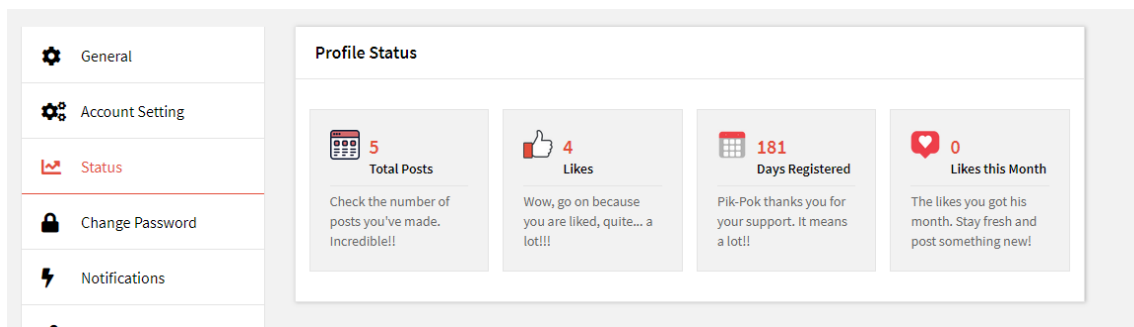 General
Account Setting
Status
Change Password
Notifications
Profile Status
5
Total Posts
Check the number of
posts you've made.
Incredible!!
4
Likes
Wow, go on because
you are liked, quite... a
lot!!!
181
Days Registered
Pik-Pok thanks you for
your support. It means
a lot!!
0
Likes this Month
The likes you got his
month. Stay fresh and
post something new!